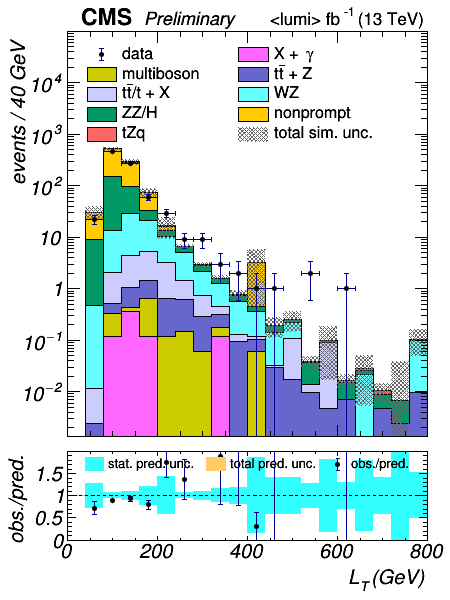 CMS Preliminary <lumi> fb⁻¹ (13 TeV)
events / 40 GeV
10⁴
10³
10²
10
1
10⁻¹
10⁻²
data
X + γ
multiboson
tt̄ + Z
tt̄/t + X
WZ
ZZ/H
nonprompt
tZq
total sim. unc.
obs./pred.
1.5
1
0.5
0
stat. pred. unc.
total pred. unc.
obs./pred.
0 200 400 600 800
L_T(GeV)